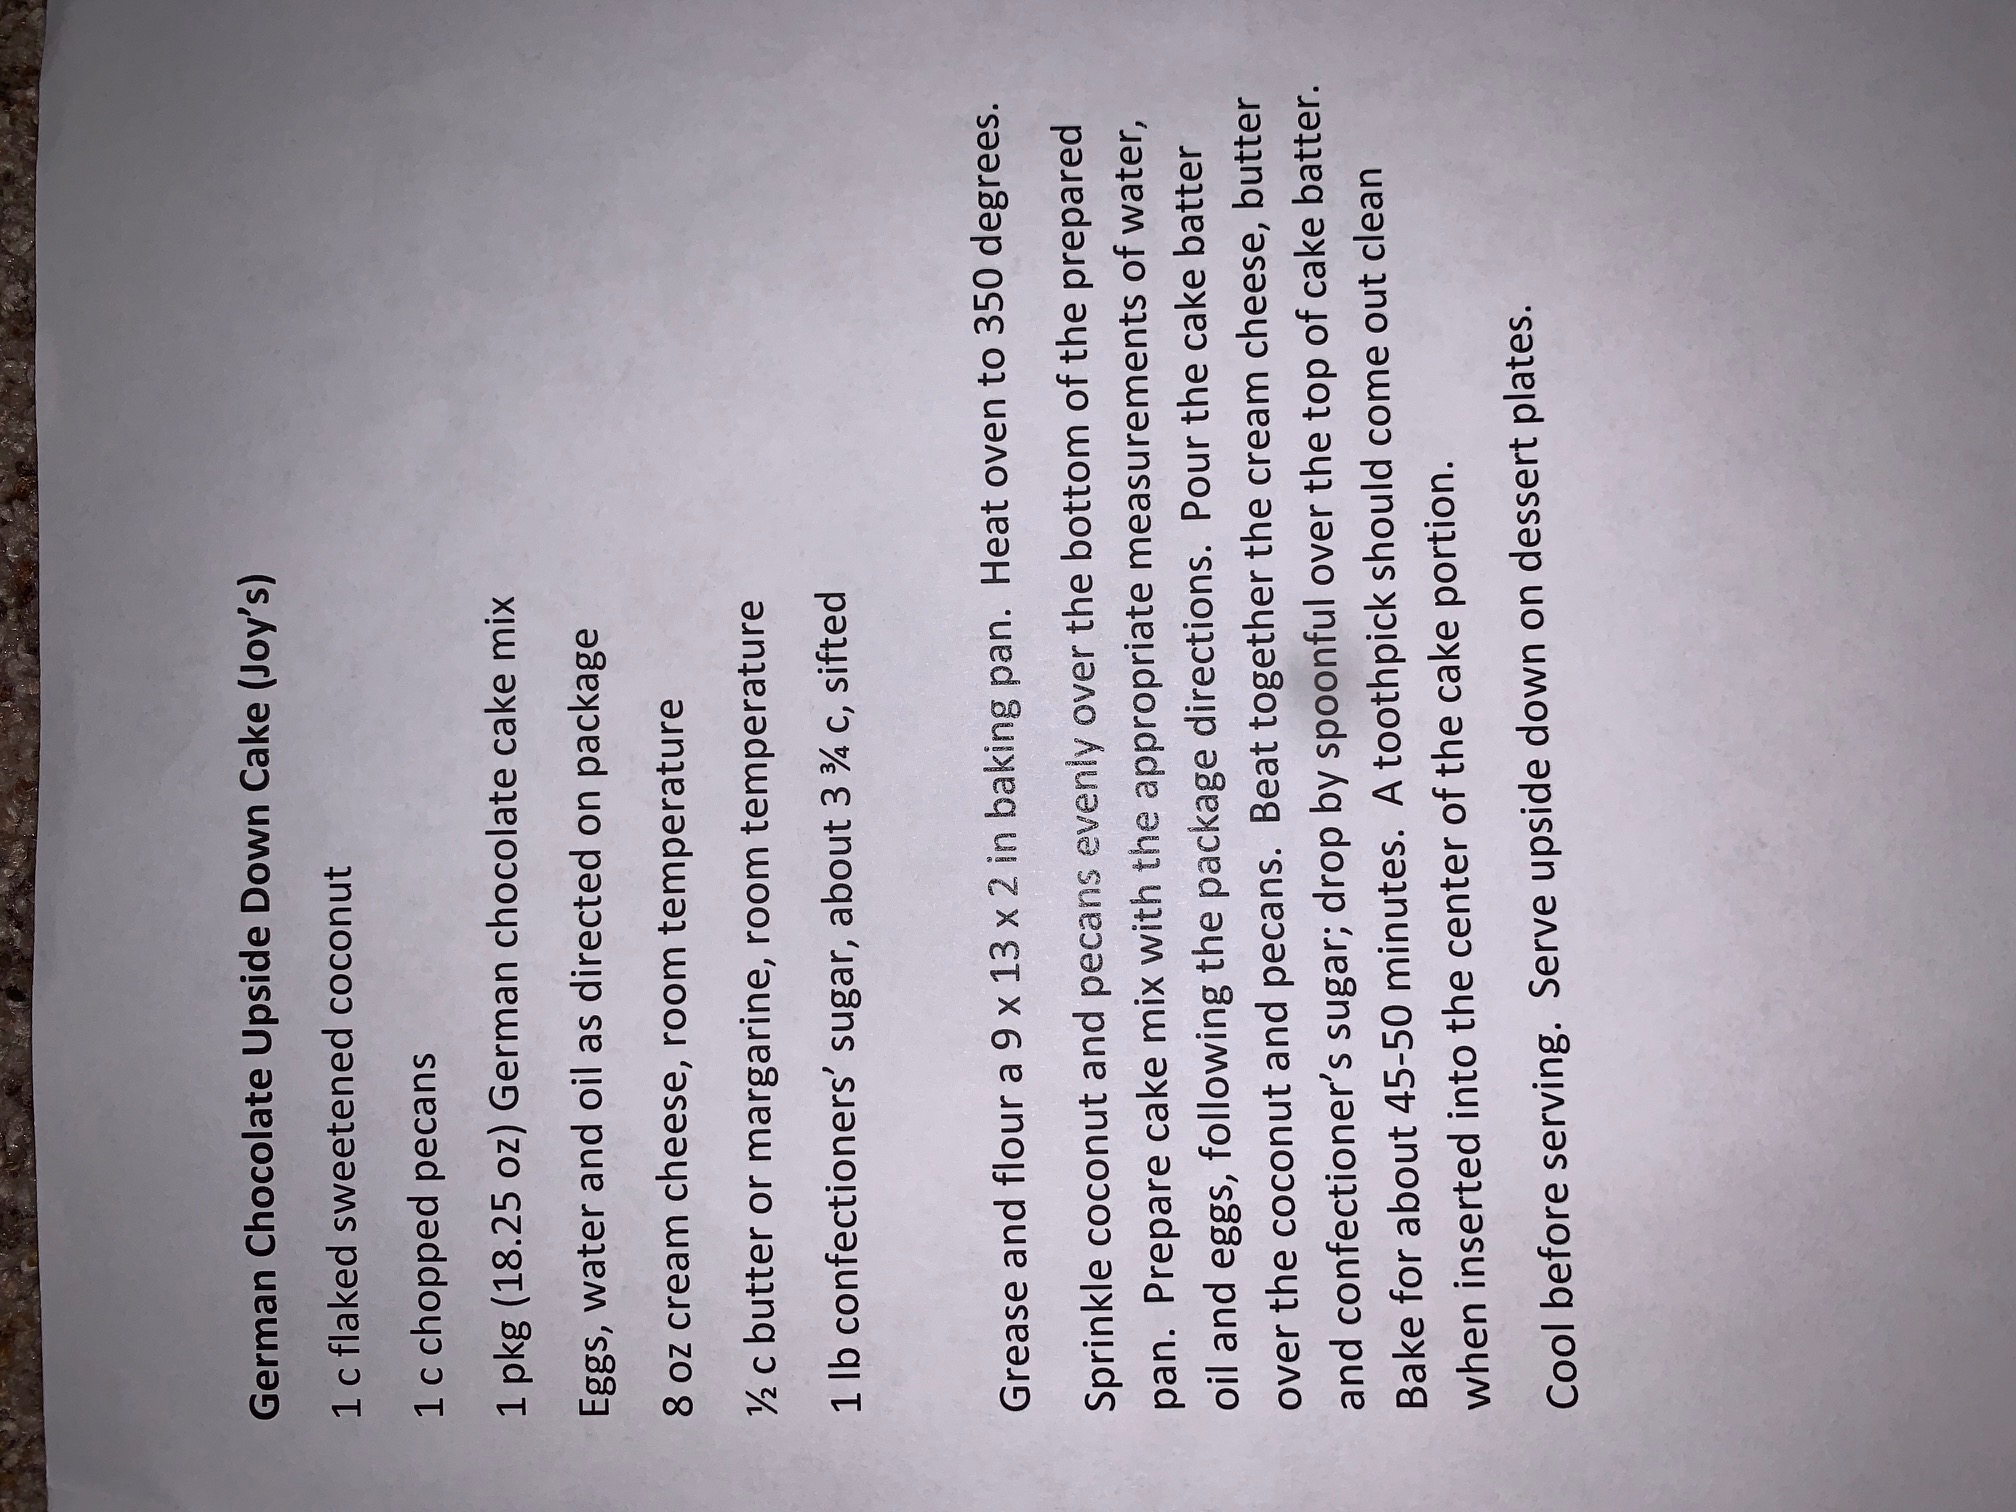 German Chocolate Upside Down Cake (Joy's)
1 c flaked sweetened coconut
1 c chopped pecans
1 pkg (18.25 oz) German chocolate cake mix
Eggs, water and oil as directed on package
8 oz cream cheese, room temperature
½ c butter or margarine, room temperature
1 lb confectioners' sugar, about 3 ¾ c, sifted
Grease and flour a 9 x 13 x 2 in baking pan.  Heat oven to 350 degrees.
Sprinkle coconut and pecans evenly over the bottom of the prepared
pan.  Prepare cake mix with the appropriate measurements of water,
oil and eggs, following the package directions.  Pour the cake batter
over the coconut and pecans.  Beat together the cream cheese, butter
and confectioner's sugar; drop by spoonful over the top of cake batter.
Bake for about 45-50 minutes.  A toothpick should come out clean
when inserted into the center of the cake portion.
Cool before serving.  Serve upside down on dessert plates.